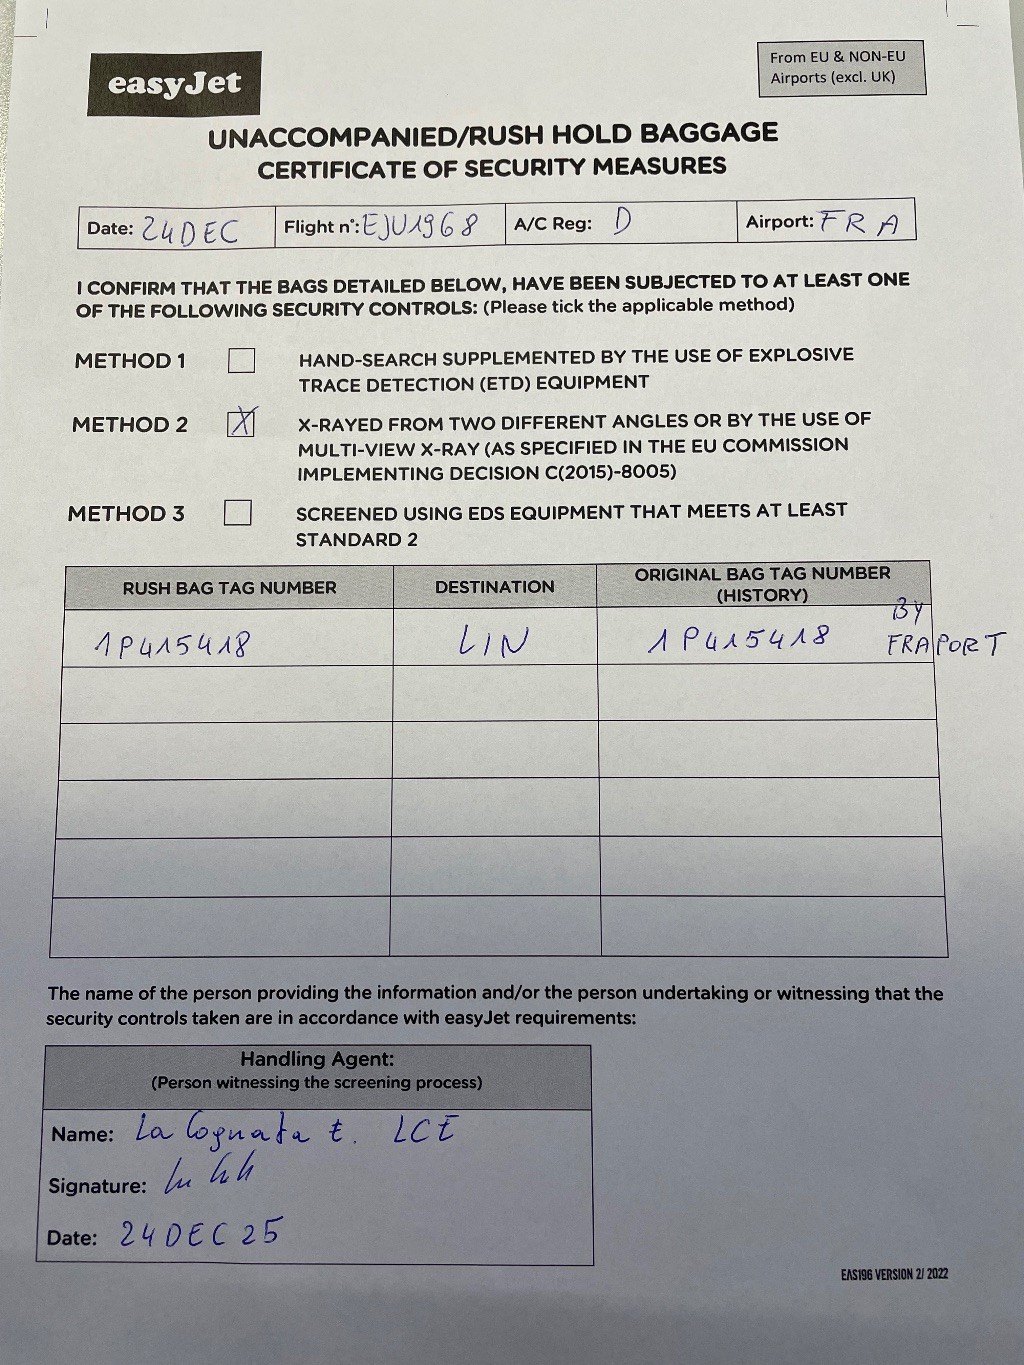 easyJet
From EU & NON-EU
Airports (excl. UK)
UNACCOMPANIED/RUSH HOLD BAGGAGE
CERTIFICATE OF SECURITY MEASURES
Date: 24DEC Flight n°: EJU1968 A/C Reg: D Airport: FRA
I CONFIRM THAT THE BAGS DETAILED BELOW, HAVE BEEN SUBJECTED TO AT LEAST ONE
OF THE FOLLOWING SECURITY CONTROLS: (Please tick the applicable method)
METHOD 1 HAND-SEARCH SUPPLEMENTED BY THE USE OF EXPLOSIVE
TRACE DETECTION (ETD) EQUIPMENT
METHOD 2 X X-RAYED FROM TWO DIFFERENT ANGLES OR BY THE USE OF
MULTI-VIEW X-RAY (AS SPECIFIED IN THE EU COMMISSION
IMPLEMENTING DECISION C(2015)-8005)
METHOD 3 SCREENED USING EDS EQUIPMENT THAT MEETS AT LEAST
STANDARD 2
RUSH BAG TAG NUMBER DESTINATION ORIGINAL BAG TAG NUMBER
(HISTORY)
1P415418 LIN 1P415418 BY
FRAPORT
The name of the person providing the information and/or the person undertaking or witnessing that the
security controls taken are in accordance with easyJet requirements:
Handling Agent:
(Person witnessing the screening process)
Name: La Cognata E. LCE
Signature:
Date: 24DEC25
EAS196 VERSION 2/ 2022